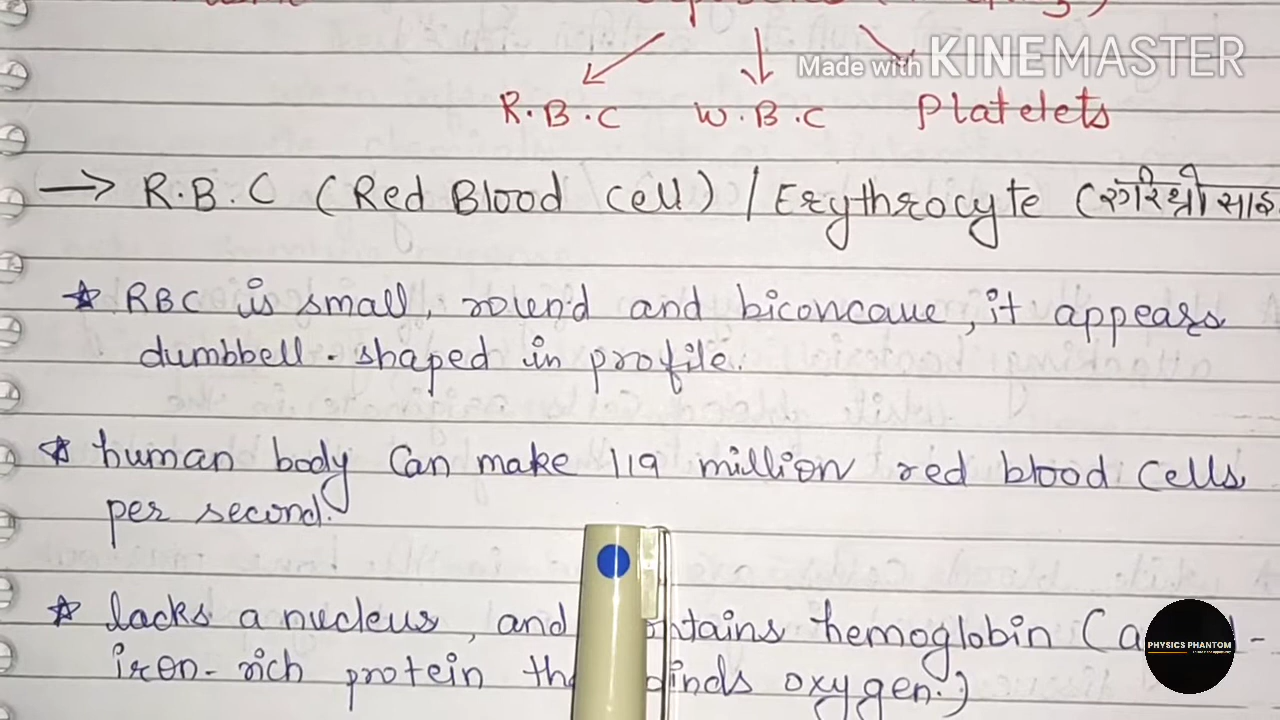 Made with KINEMASTER
R.B.C W.B.C Platelets
→ R.B.C (Red Blood cell) / Erythrocyte (
★ RBC is small, round and biconcave, it appears
dumbbell-shaped in profile.
★ human body can make 119 million red blood cells
per second.
★ lacks a nucleus, and hemoglobin (a
iron-rich protein oxygen.)
PHYSICS PHANTOM